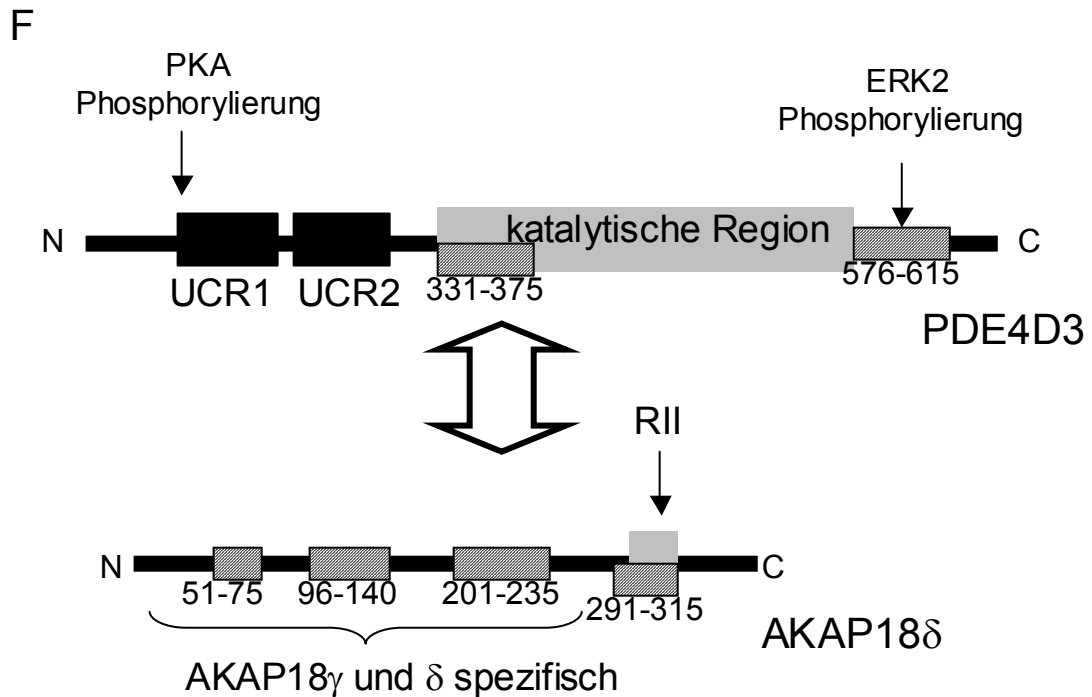 F
PKA
Phosphorylierung
ERK2
Phosphorylierung
N
katalytische Region
C
UCR1
UCR2
331-375
576-615
PDE4D3
RII
N
C
51-75
96-140
201-235
291-315
AKAP18δ
AKAP18γ und δ spezifisch